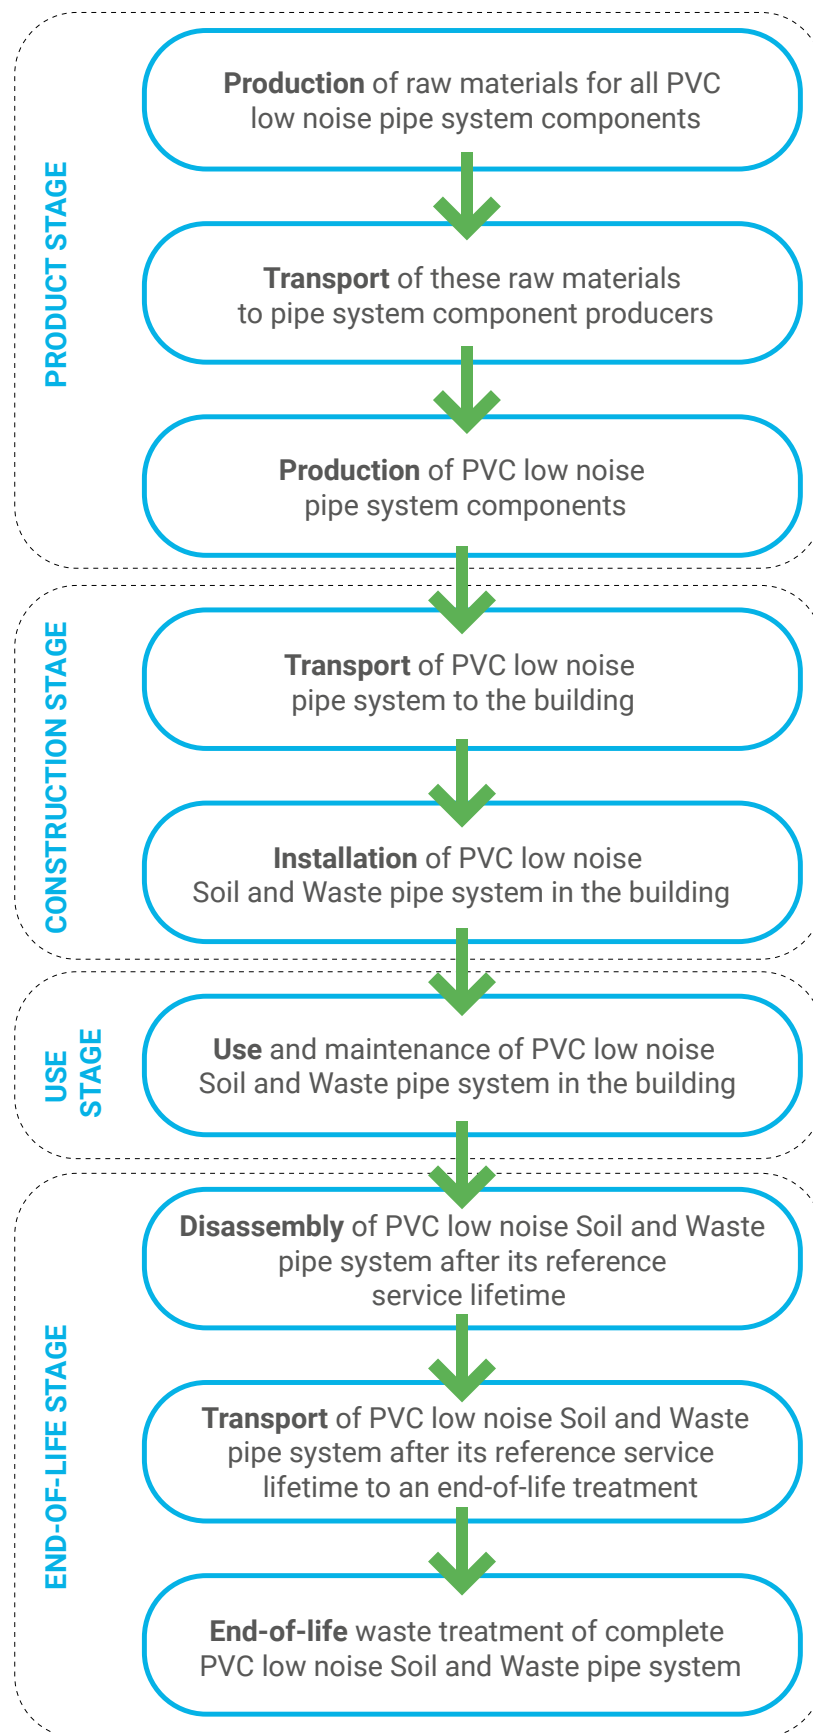 PRODUCT STAGE
Production of raw materials for all PVC
low noise pipe system components
Transport of these raw materials
to pipe system component producers
Production of PVC low noise
pipe system components
CONSTRUCTION STAGE
Transport of PVC low noise
pipe system to the building
Installation of PVC low noise
Soil and Waste pipe system in the building
USE
STAGE
Use and maintenance of PVC low noise
Soil and Waste pipe system in the building
END-OF-LIFE STAGE
Disassembly of PVC low noise Soil and Waste
pipe system after its reference
service lifetime
Transport of PVC low noise Soil and Waste
pipe system after its reference service
lifetime to an end-of-life treatment
End-of-life waste treatment of complete
PVC low noise Soil and Waste pipe system